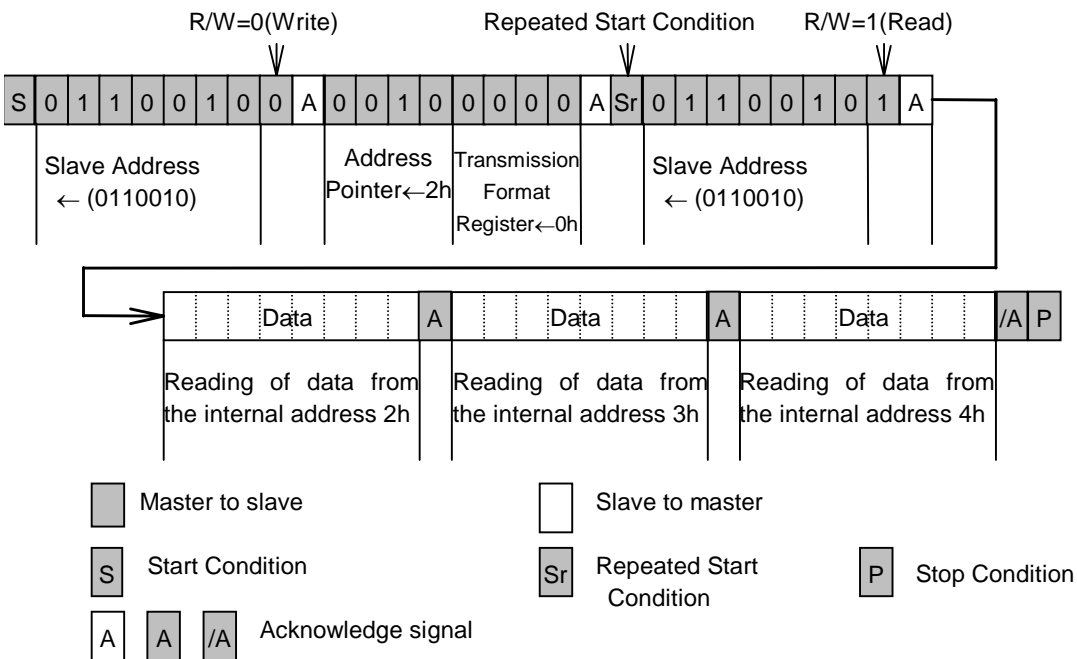 R/W=0(Write) Repeated Start Condition R/W=1(Read)
S 0 1 1 0 0 1 0 0 A 0 0 1 0 0 0 0 0 A Sr 0 1 1 0 0 1 0 1 A
Slave Address
← (0110010)
Address
Pointer←2h
Transmission
Format
Register←0h
Slave Address
← (0110010)
Data A Data A Data /A P
Reading of data from
the internal address 2h
Reading of data from
the internal address 3h
Reading of data from
the internal address 4h
Master to slave
Slave to master
S Start Condition
Sr Repeated Start
Condition
P Stop Condition
A A /A Acknowledge signal